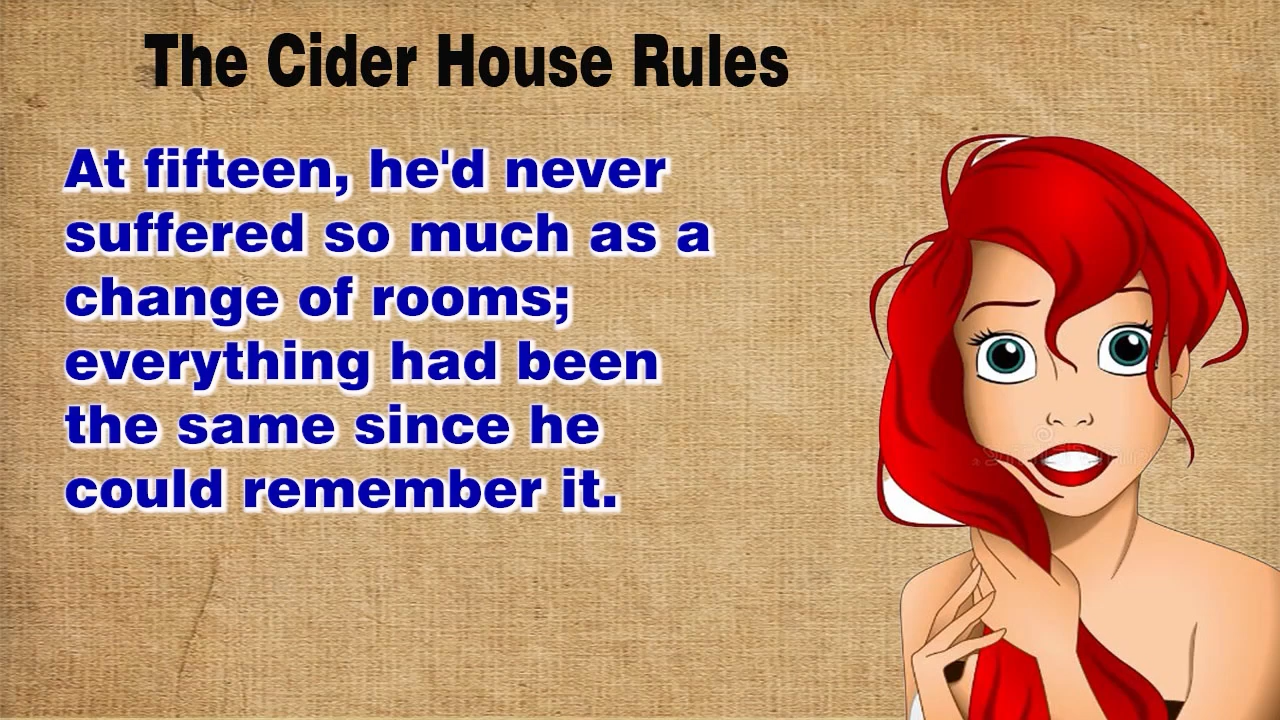 The Cider House Rules
At fifteen, he'd never
suffered so much as a
change of rooms;
everything had been
the same since he
could remember it.